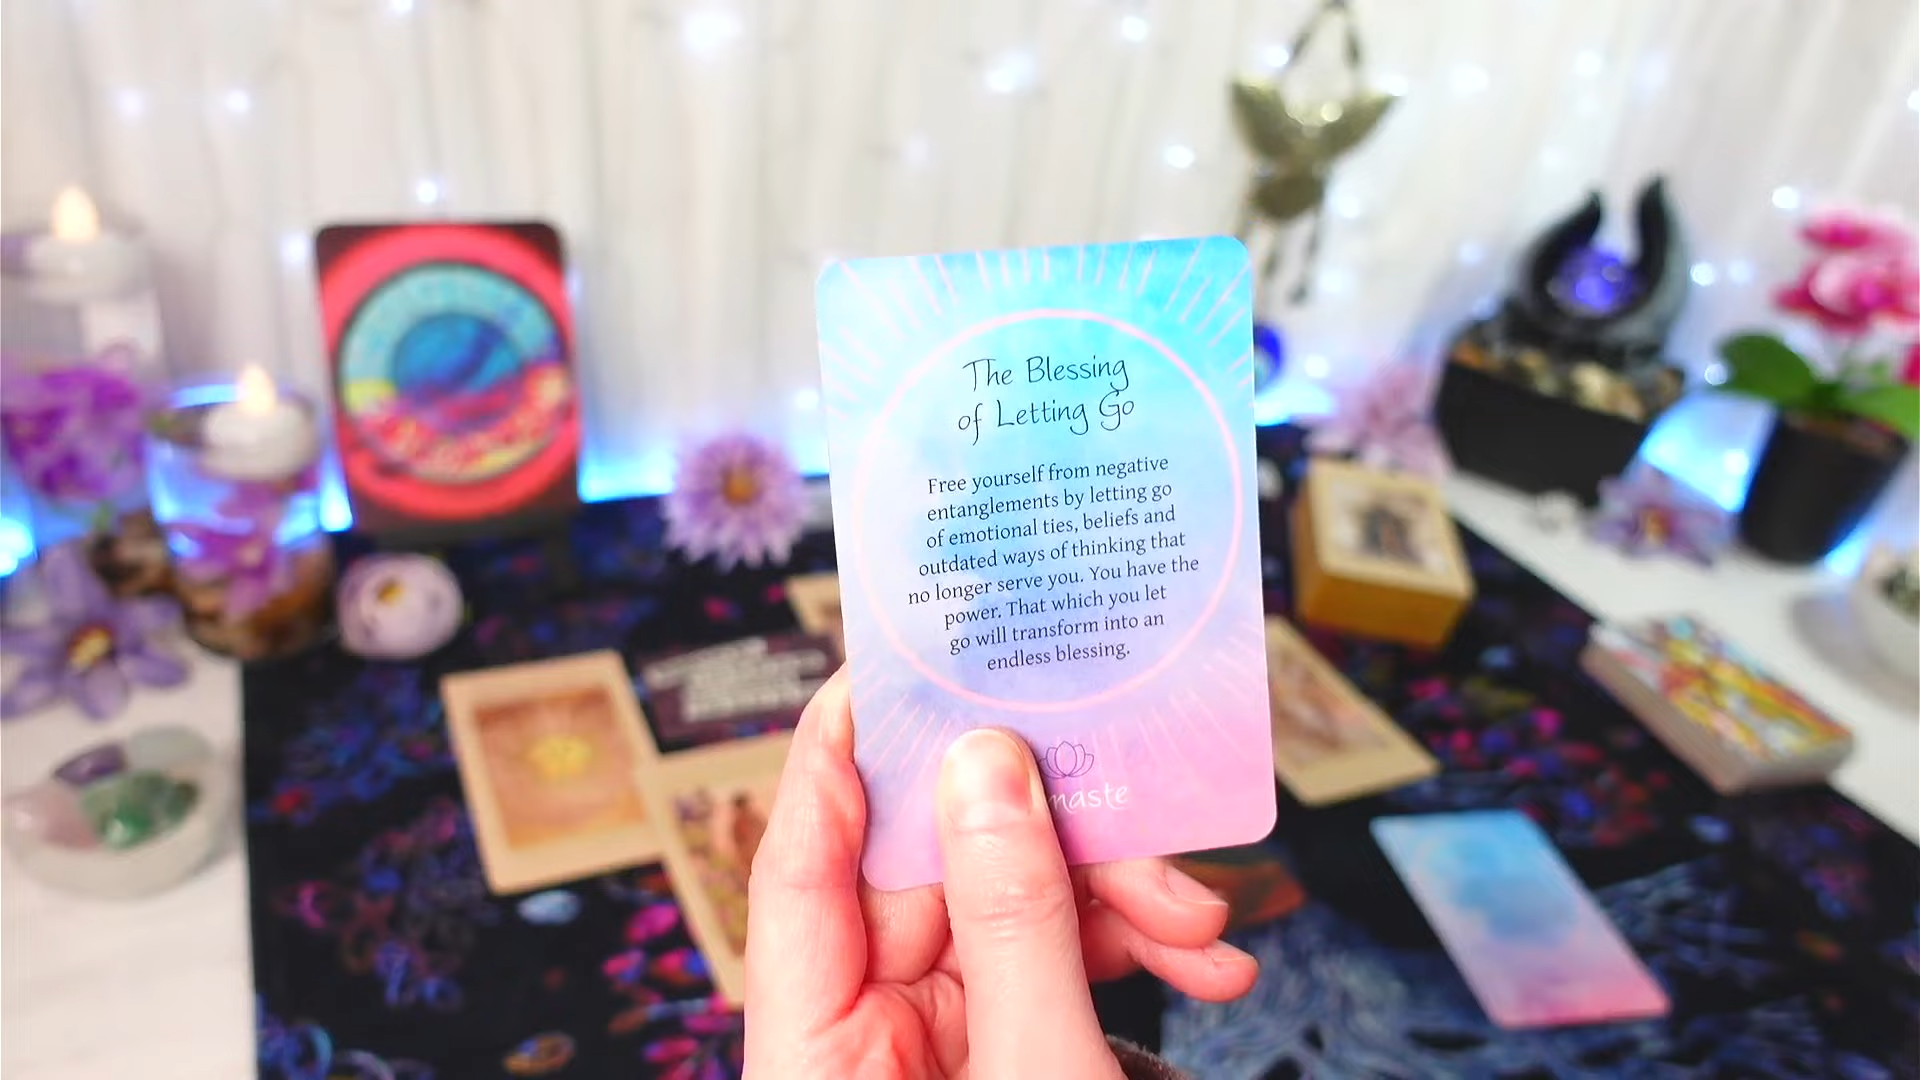 The Blessing
of Letting Go
Free yourself from negative
entanglements by letting go
of emotional ties, beliefs and
outdated ways of thinking that
no longer serve you. You have the
power. That which you let
go will transform into an
endless blessing.
maste